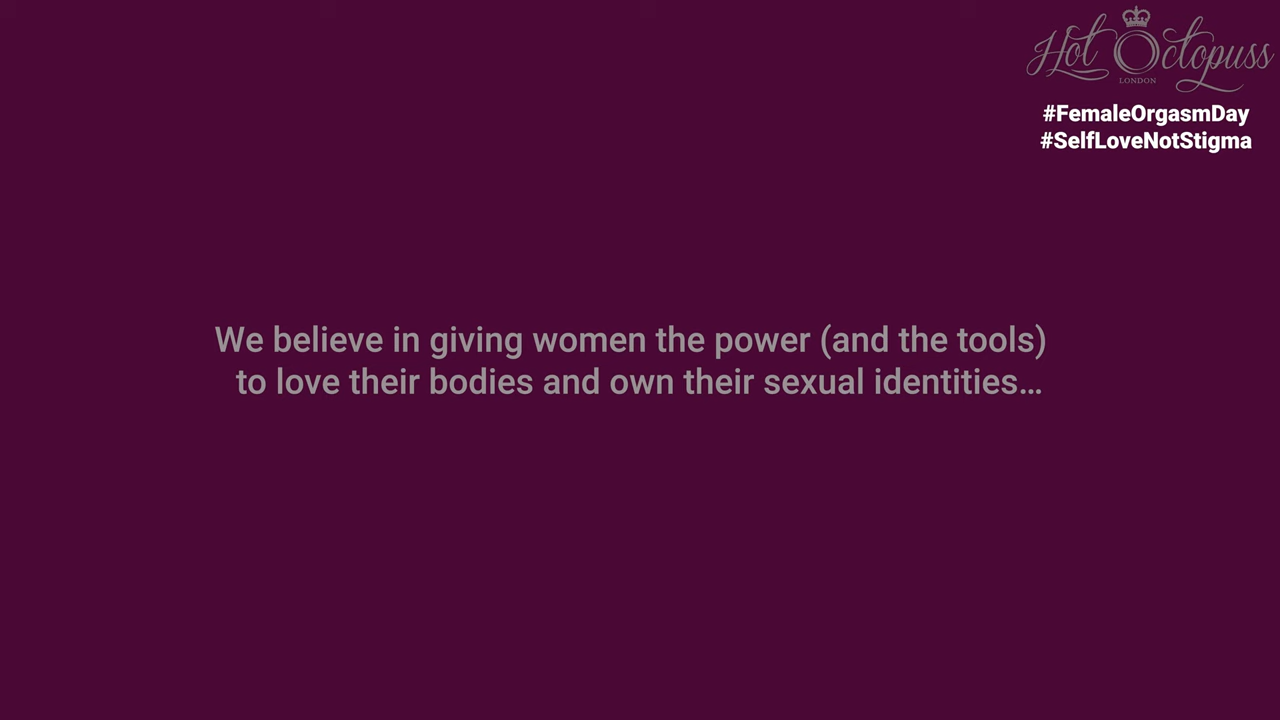 Hot Octopuss
LONDON
#FemaleOrgasmDay
#SelfLoveNotStigma
We believe in giving women the power (and the tools)
to love their bodies and own their sexual identities…